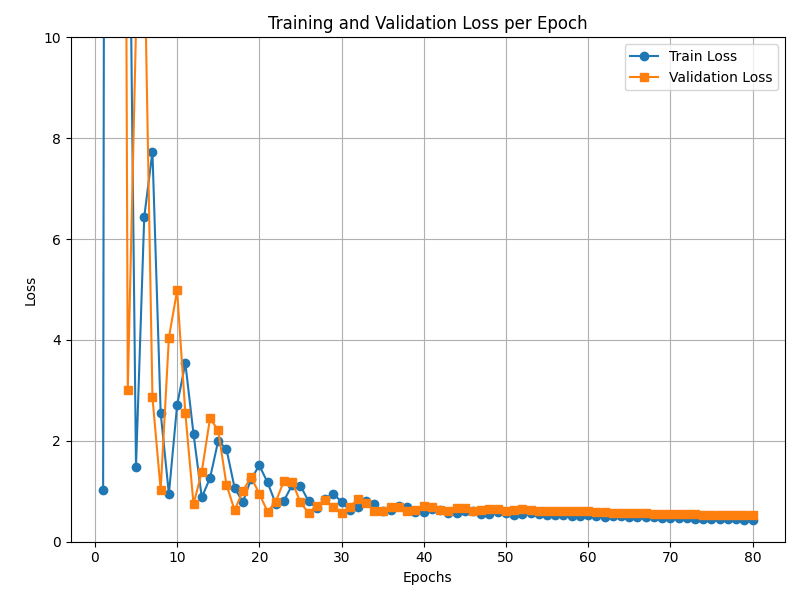 Training and Validation Loss per Epoch
Train Loss
Validation Loss
10
8
6
4
2
0
Loss
0 10 20 30 40 50 60 70 80
Epochs